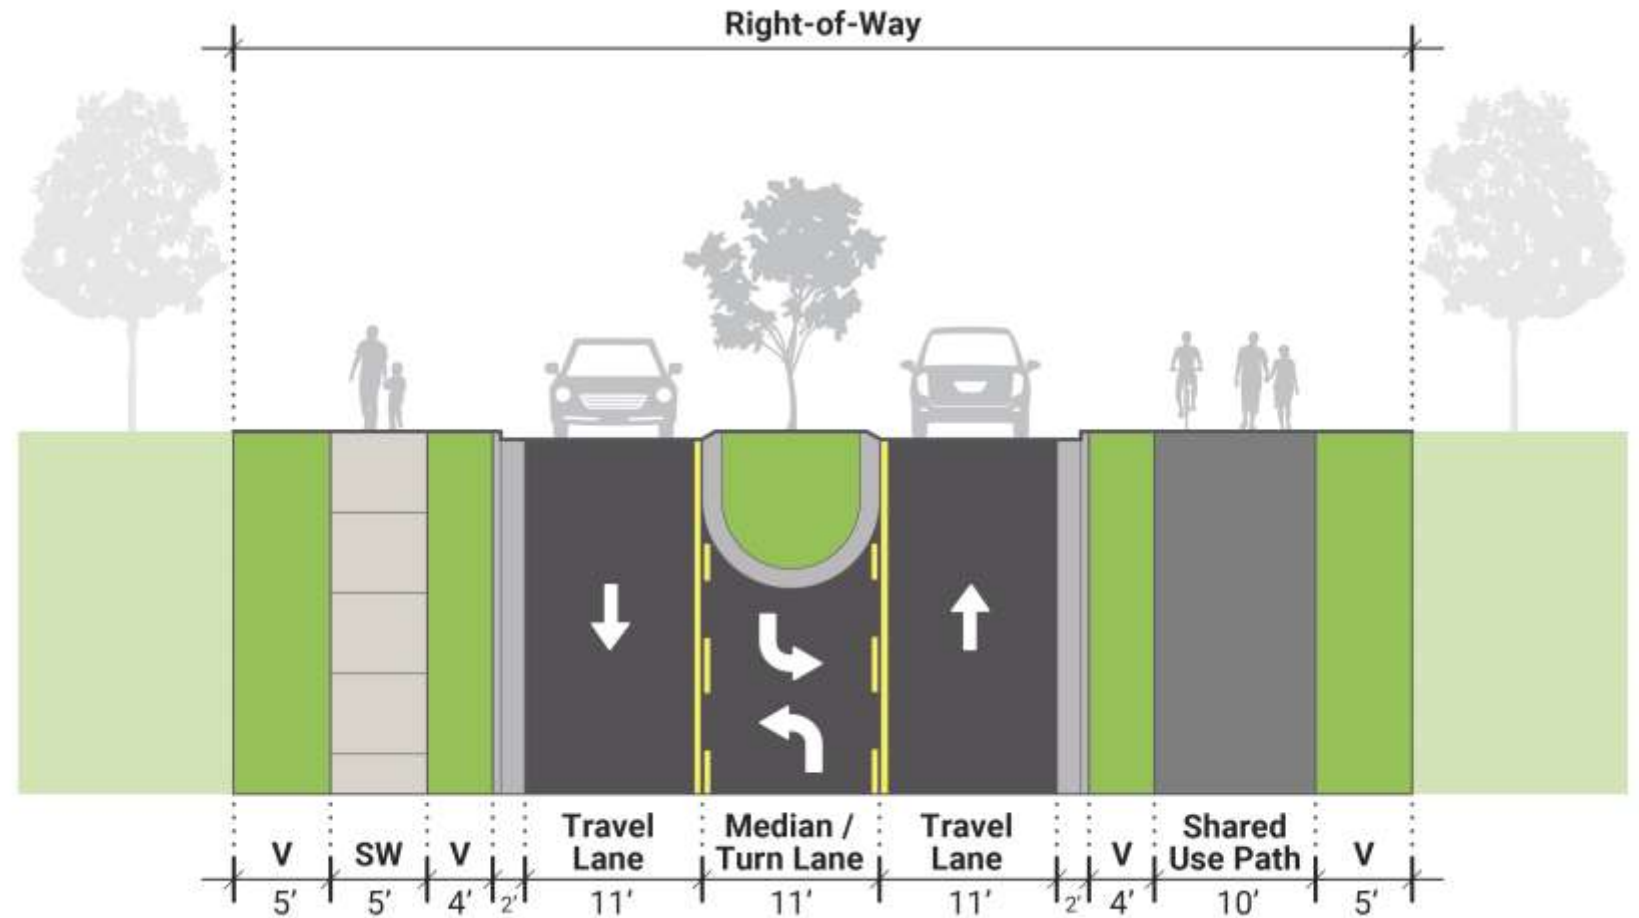 Right-of-Way
Travel Lane
Median / Turn Lane
Travel Lane
Shared Use Path
V SW V V V
5’ 5’ 4’ 2’ 11’ 11’ 11’ 2’ 4’ 10’ 5’